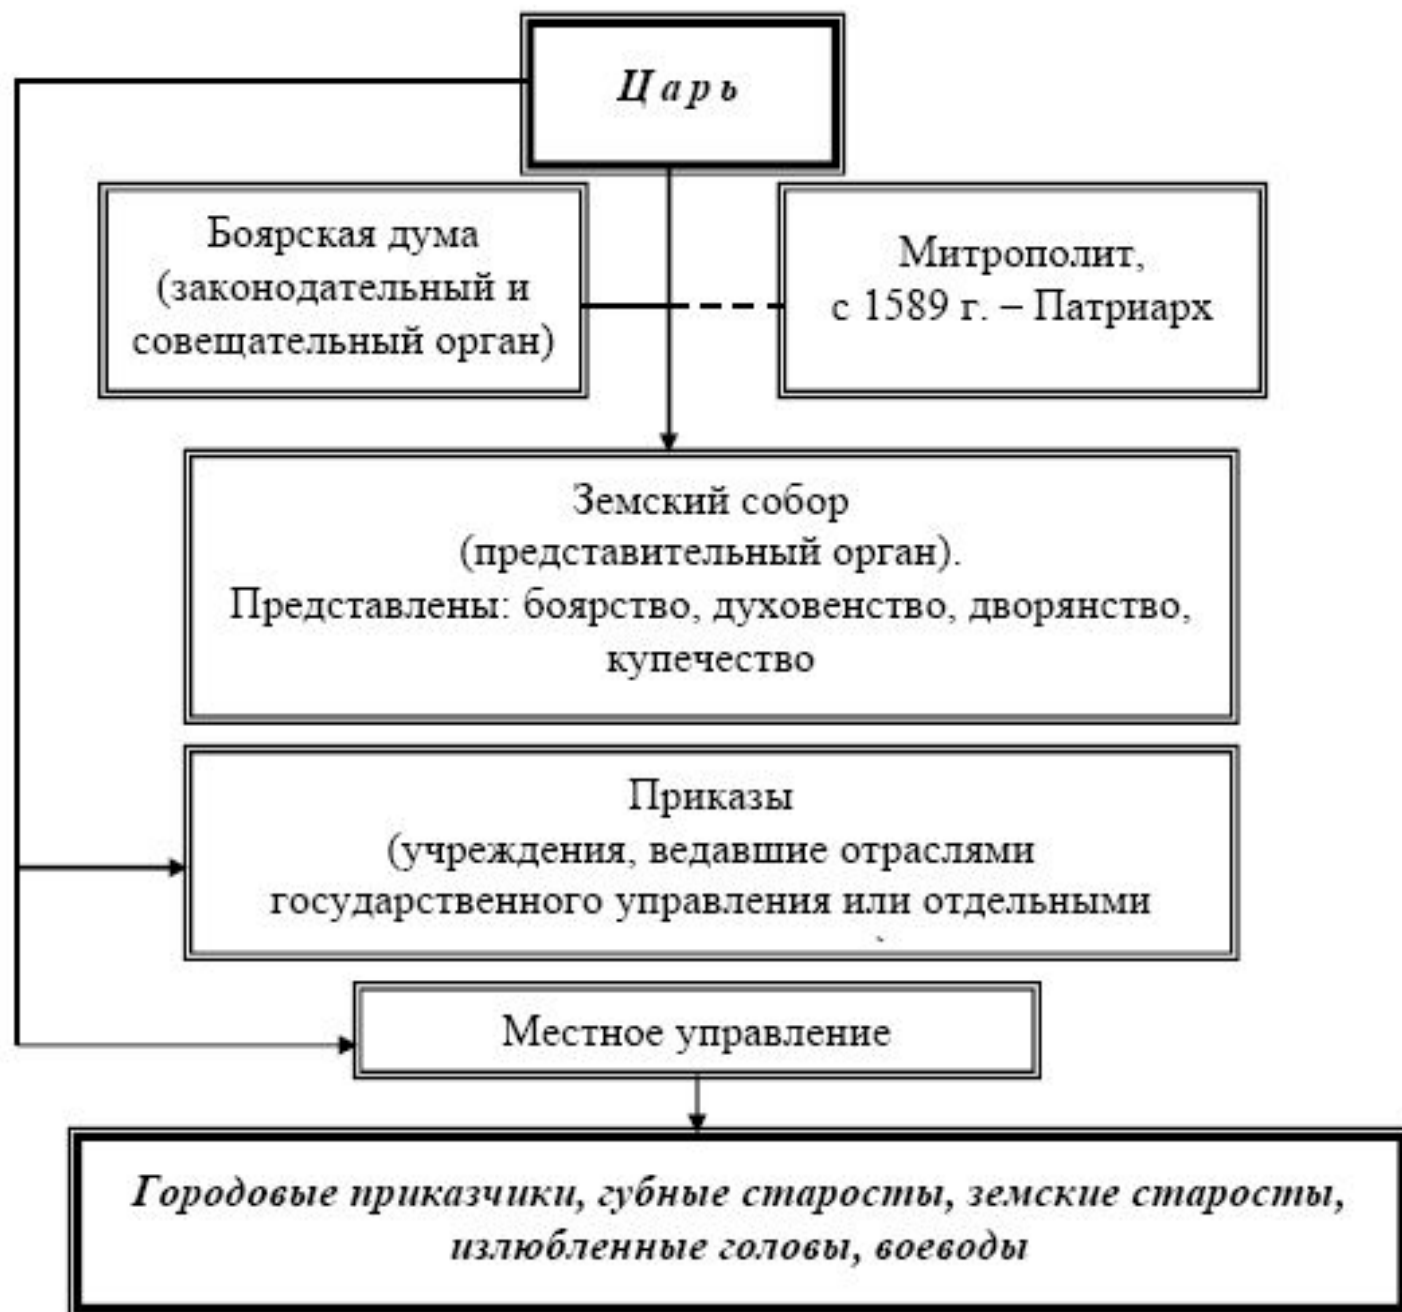 Царь
Боярская дума
(законодательный и
совещательный орган)
Митрополит,
с 1589 г. – Патриарх
Земский собор
(представительный орган).
Представлены: боярство, духовенство, дворянство,
купечество
Приказы
(учреждения, ведавшие отраслями
государственного управления или отдельными
Местное управление
Городовые приказчики, губные старосты, земские старосты,
излюбленные головы, воеводы